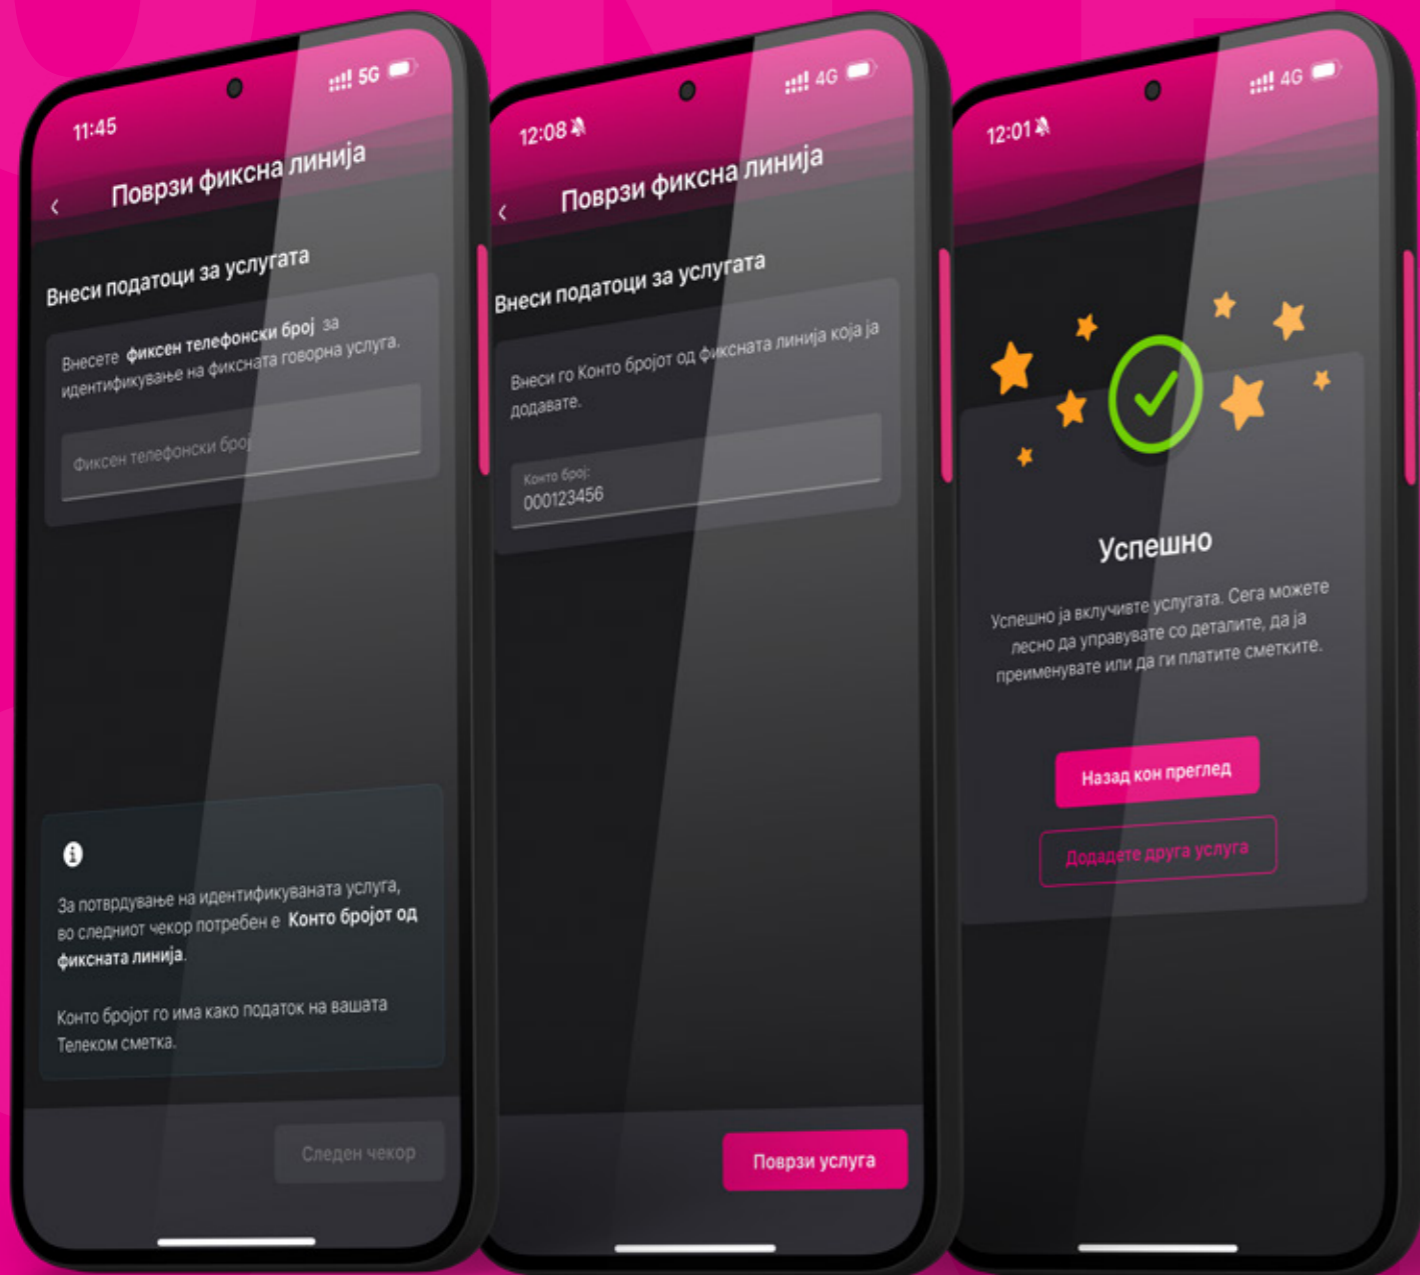 11:45
5G
Поврзи фиксна линија
Внеси податоци за услугата
Внесете фиксен телефонски број за
идентификување на фиксната говорна услуга.
Фиксен телефонски број
За потврдување на идентификуваната услуга,
во следниот чекор потребен е Конто бројот од
фиксната линија.
Конто бројот го има како податок на вашата
Телеком сметка.
Следен чекор
12:08
4G
Поврзи фиксна линија
Внеси податоци за услугата
Внеси го Конто бројот од фиксната линија која ја
додавате.
Конто број:
000123456
Поврзи услуга
12:01
4G
Успешно
Успешно ја вклучивте услугата. Сега можете
лесно да управувате со деталите, да ја
преименувате или да ги платите сметките.
Назад кон преглед
Додадете друга услуга